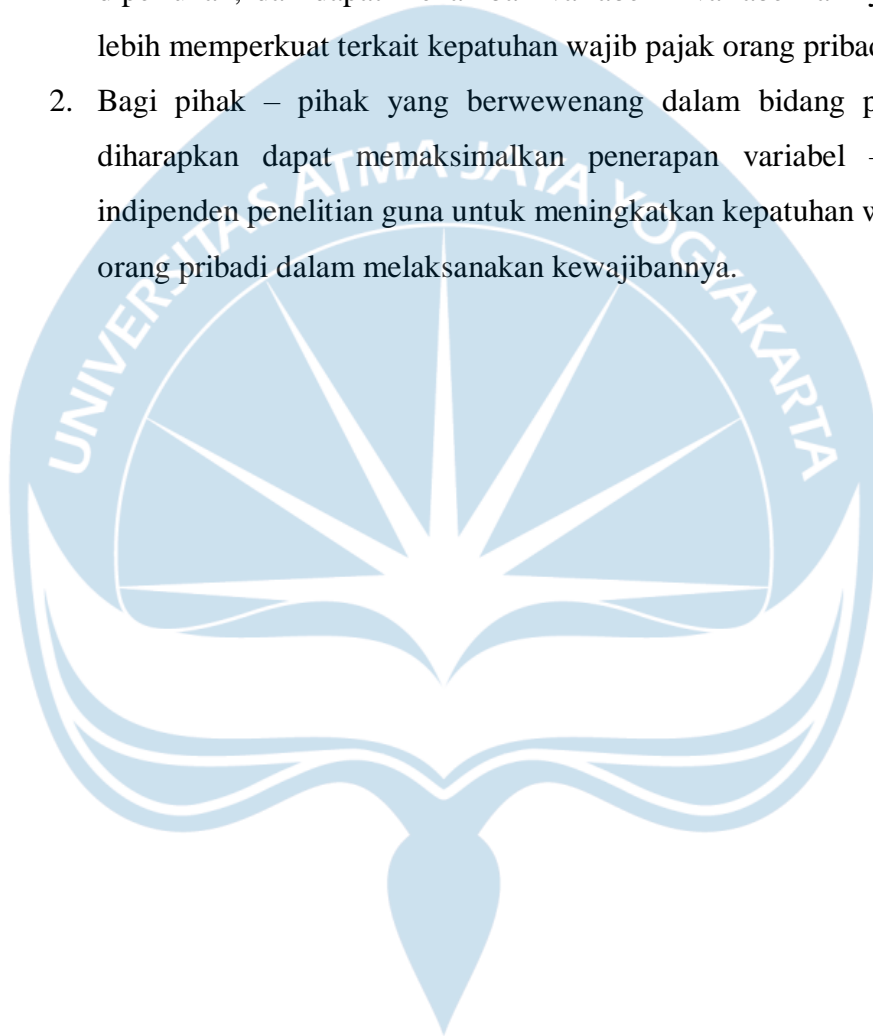 lebih memperkuat terkait kepatuhan wajib pajak orang
2. Bagi pihak – pihak yang berwewenang dalam bidang
diharapkan dapat memaksimalkan penerapan variabel –
indipenden penelitian guna untuk meningkatkan kepatuhan
orang pribadi dalam melaksanakan kewajibannya.
UNIVERSITAS ATMA JAYA YOGYAKARTA